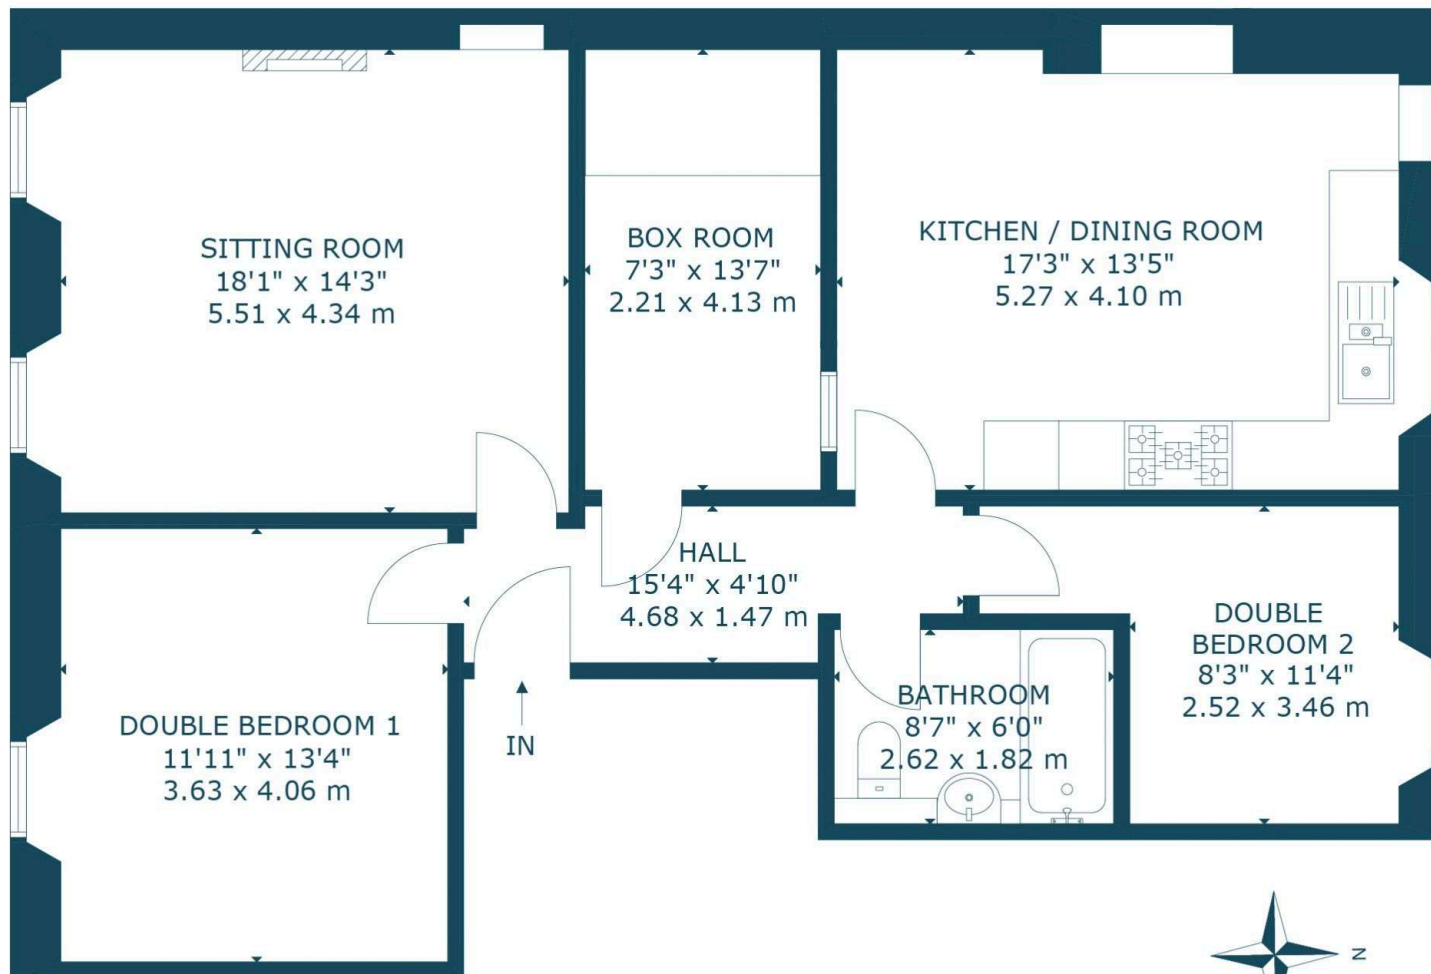 SITTING ROOM
18'1" x 14'3"
5.51 x 4.34 m
BOX ROOM
7'3" x 13'7"
2.21 x 4.13 m
KITCHEN / DINING ROOM
17'3" x 13'5"
5.27 x 4.10 m
HALL
15'4" x 4'10"
4.68 x 1.47 m
DOUBLE
BEDROOM 2
8'3" x 11'4"
2.52 x 3.46 m
BATHROOM
8'7" x 6'0"
2.62 x 1.82 m
DOUBLE BEDROOM 1
11'11" x 13'4"
3.63 x 4.06 m
IN
N